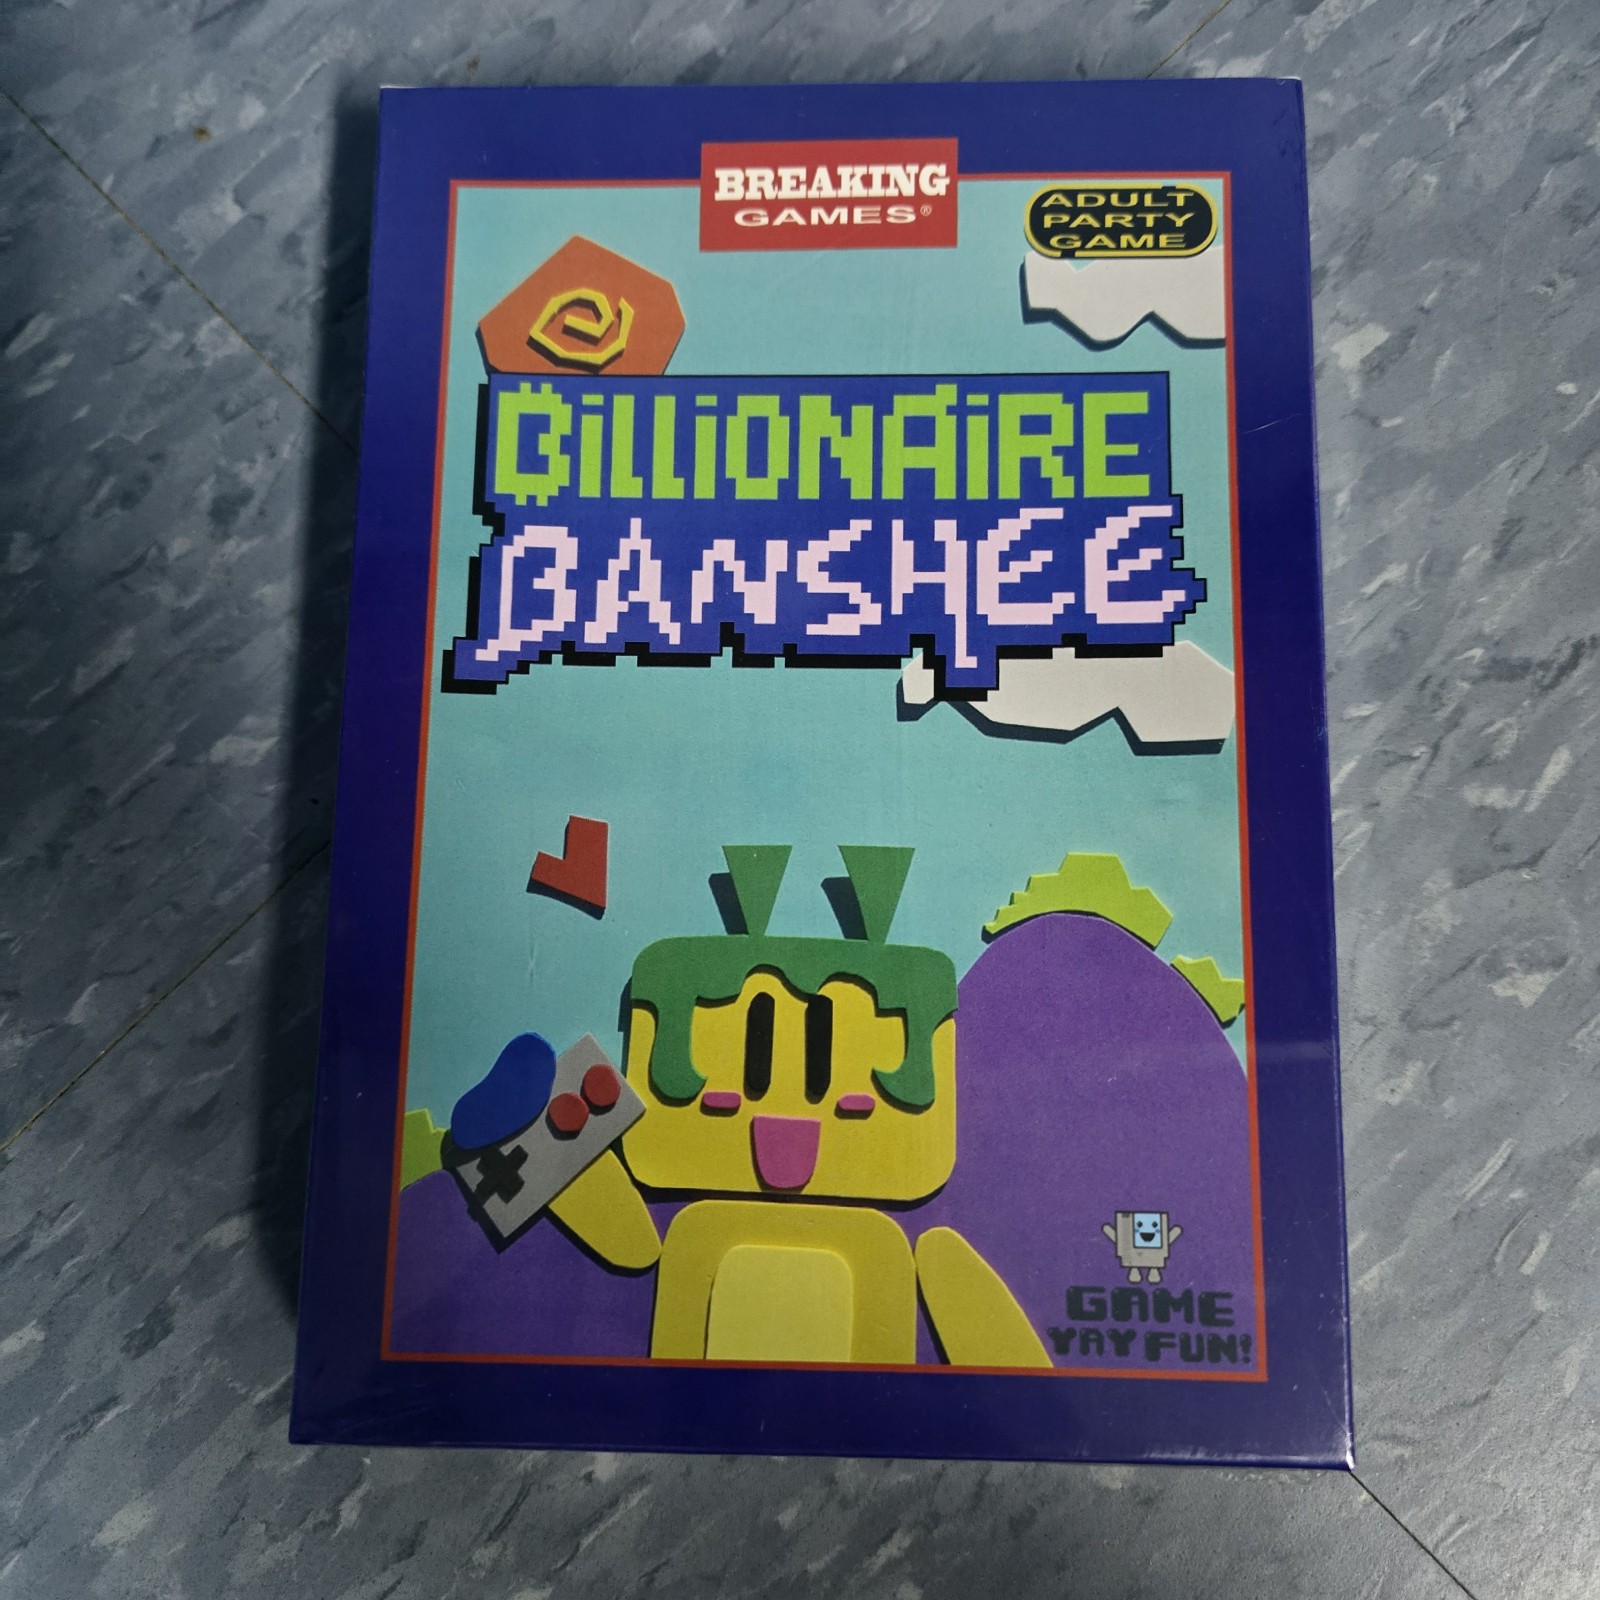 BREAKING
GAMES®
ADULT
PARTY
GAME
BiLLiONAiRE
BANSHEE
GAME
YAY FUN!